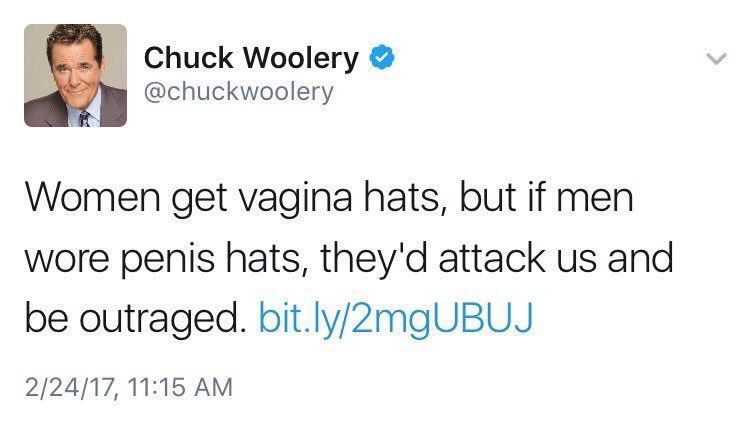 Chuck Woolery
@chuckwoolery
Women get vagina hats, but if men
wore penis hats, they'd attack us and
be outraged. bit.ly/2mgUBUJ
2/24/17, 11:15 AM